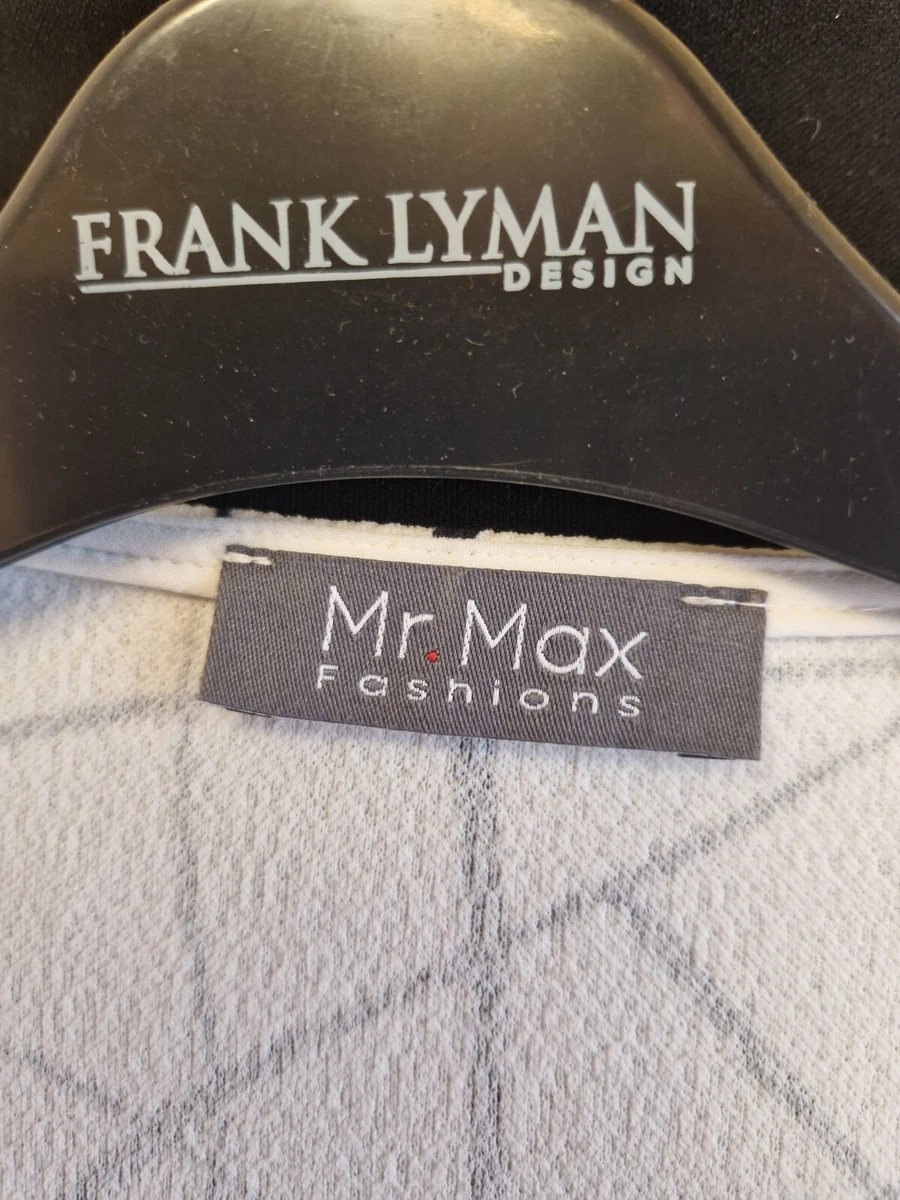 FRANK LYMAN
DESIGN
Mr. Max
Fashions